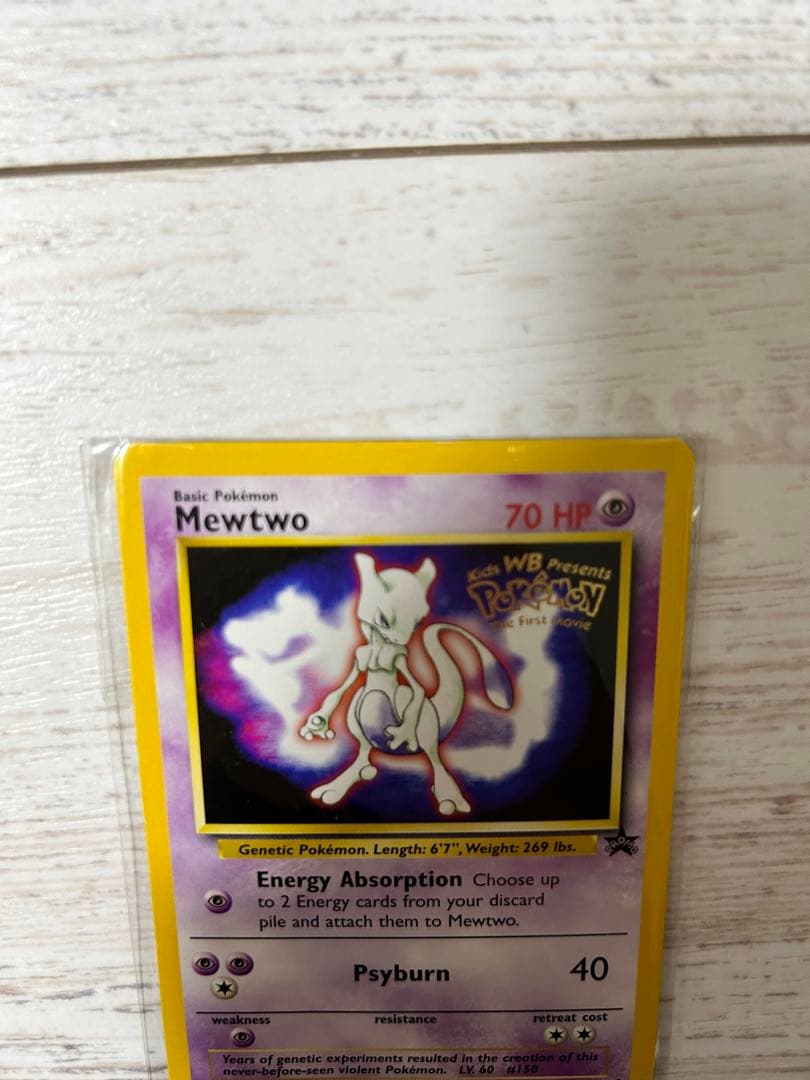 Basic Pokémon
Mewtwo 70 HP
Kids WB Presents
POKéMON
The First Movie
Genetic Pokémon. Length: 6'7", Weight: 269 lbs.
PROMO
Energy Absorption Choose up
to 2 Energy cards from your discard
pile and attach them to Mewtwo.
Psyburn 40
weakness resistance retreat cost
Years of genetic experiments resulted in the creation of this
never-before-seen violent Pokémon. LV. 60 #150